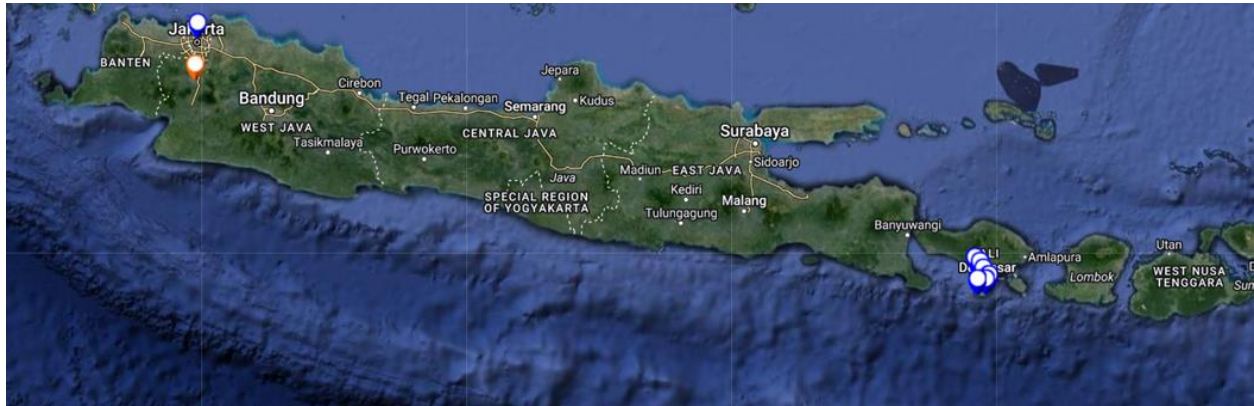 Jakarta
BANTEN
Bandung
WEST JAVA
Tasikmalaya
Cirebon
Tegal
Pekalongan
Purwokerto
Jepara
Kudus
Semarang
CENTRAL JAVA
Java
SPECIAL REGION
OF YOGYAKARTA
Surabaya
Sidoarjo
Madiun
EAST JAVA
Kediri
Tulungagung
Malang
Banyuwangi
Amlapura
Lombok
Utan
WEST NUSA
TENGGARA